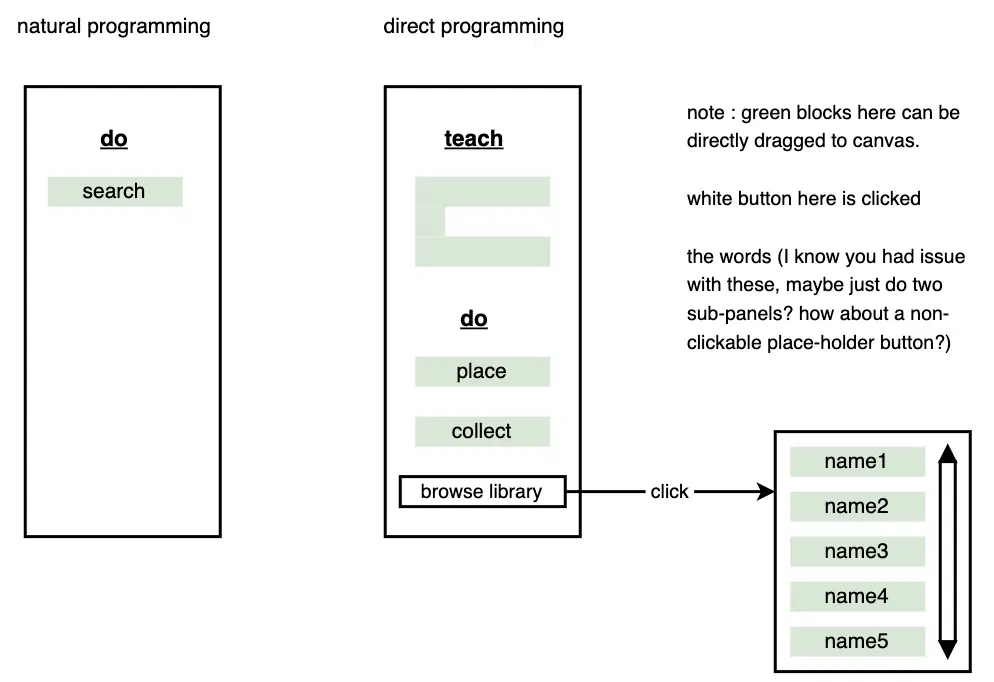 natural programming
direct programming
do
search
teach
do
place
collect
browse library
click
note : green blocks here can be
directly dragged to canvas.
white button here is clicked
the words (I know you had issue
with these, maybe just do two
sub-panels? how about a non-
clickable place-holder button?)
name1
name2
name3
name4
name5